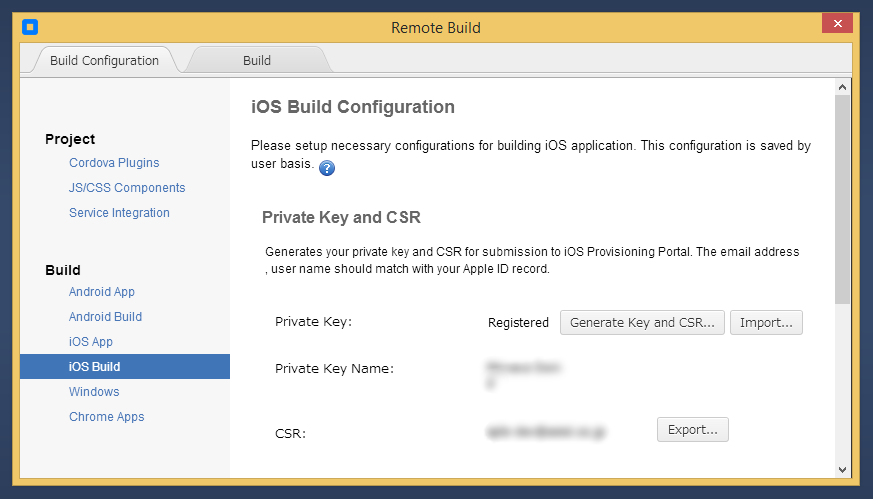 Remote Build
Build Configuration
Build
Project
Cordova Plugins
JS/CSS Components
Service Integration
Build
Android App
Android Build
iOS App
iOS Build
Windows
Chrome Apps
iOS Build Configuration
Please setup necessary configurations for building iOS application. This configuration is saved by
user basis. ?
Private Key and CSR
Generates your private key and CSR for submission to iOS Provisioning Portal. The email address
, user name should match with your Apple ID record.
Private Key: Registered Generate Key and CSR... Import...
Private Key Name:
CSR: Export...